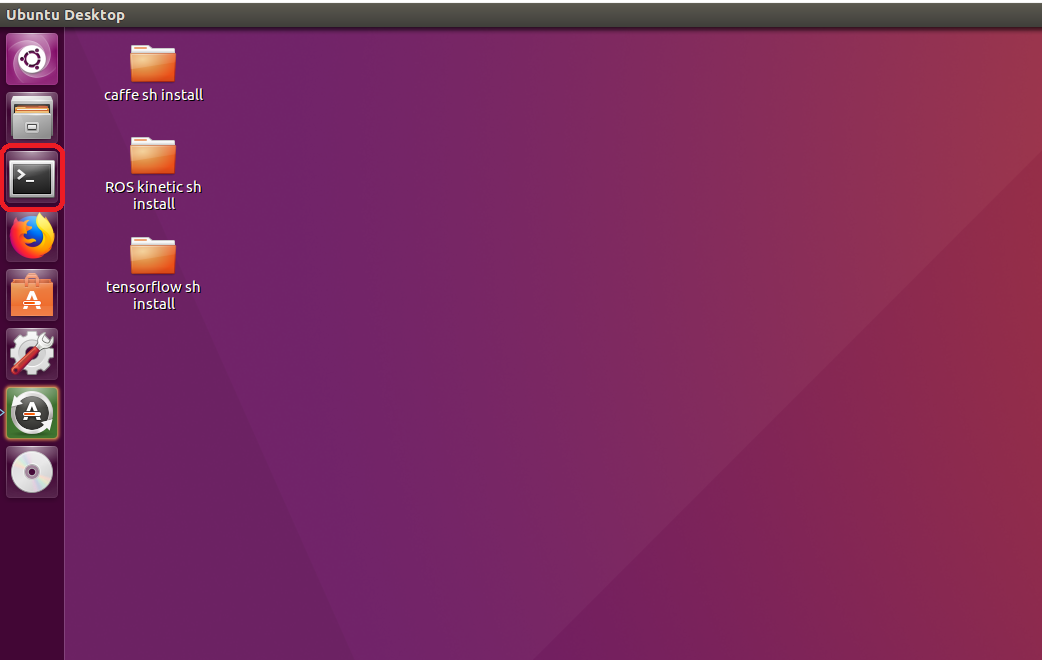 Ubuntu Desktop
caffe sh install
ROS kinetic sh
install
tensorflow sh
install